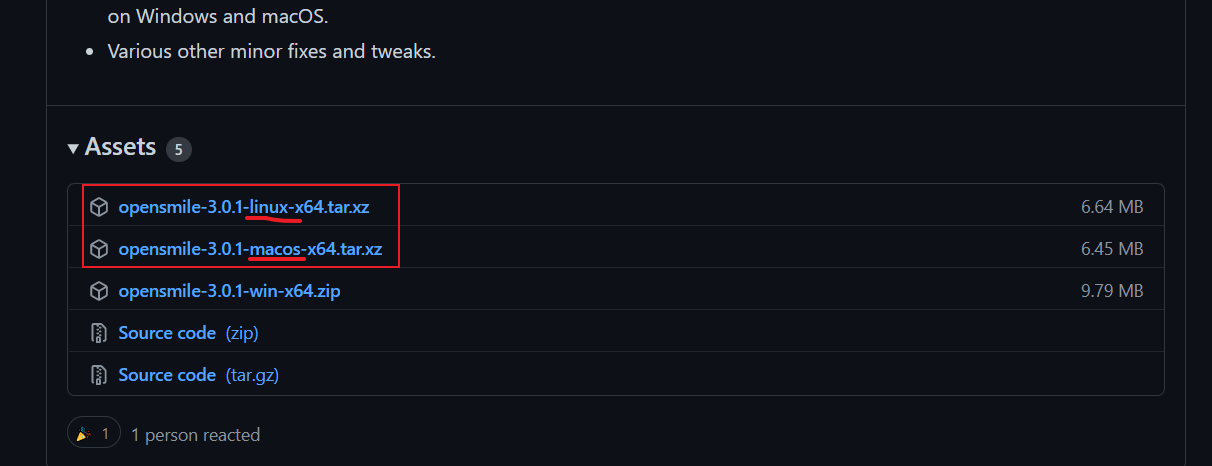 on Windows and macOS.
• Various other minor fixes and tweaks.
Assets 5
opensmile-3.0.1-linux-x64.tar.xz 6.64 MB
opensmile-3.0.1-macos-x64.tar.xz 6.45 MB
opensmile-3.0.1-win-x64.zip 9.79 MB
Source code (zip)
Source code (tar.gz)
🎉 1 1 person reacted